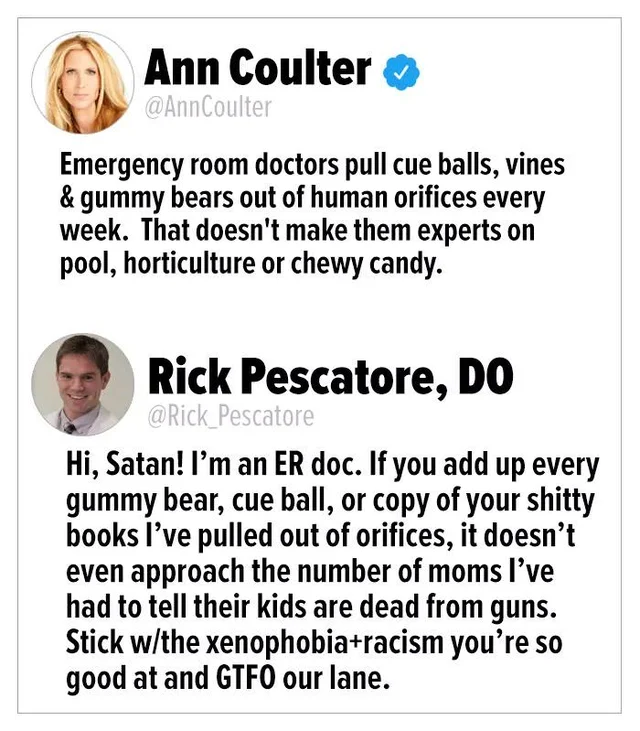 Ann Coulter
@AnnCoulter
Emergency room doctors pull cue balls, vines
& gummy bears out of human orifices every
week.  That doesn't make them experts on
pool, horticulture or chewy candy.
Rick Pescatore, DO
@Rick_Pescatore
Hi, Satan! I’m an ER doc. If you add up every
gummy bear, cue ball, or copy of your shitty
books I’ve pulled out of orifices, it doesn’t
even approach the number of moms I’ve
had to tell their kids are dead from guns.
Stick w/the xenophobia+racism you’re so
good at and GTFO our lane.